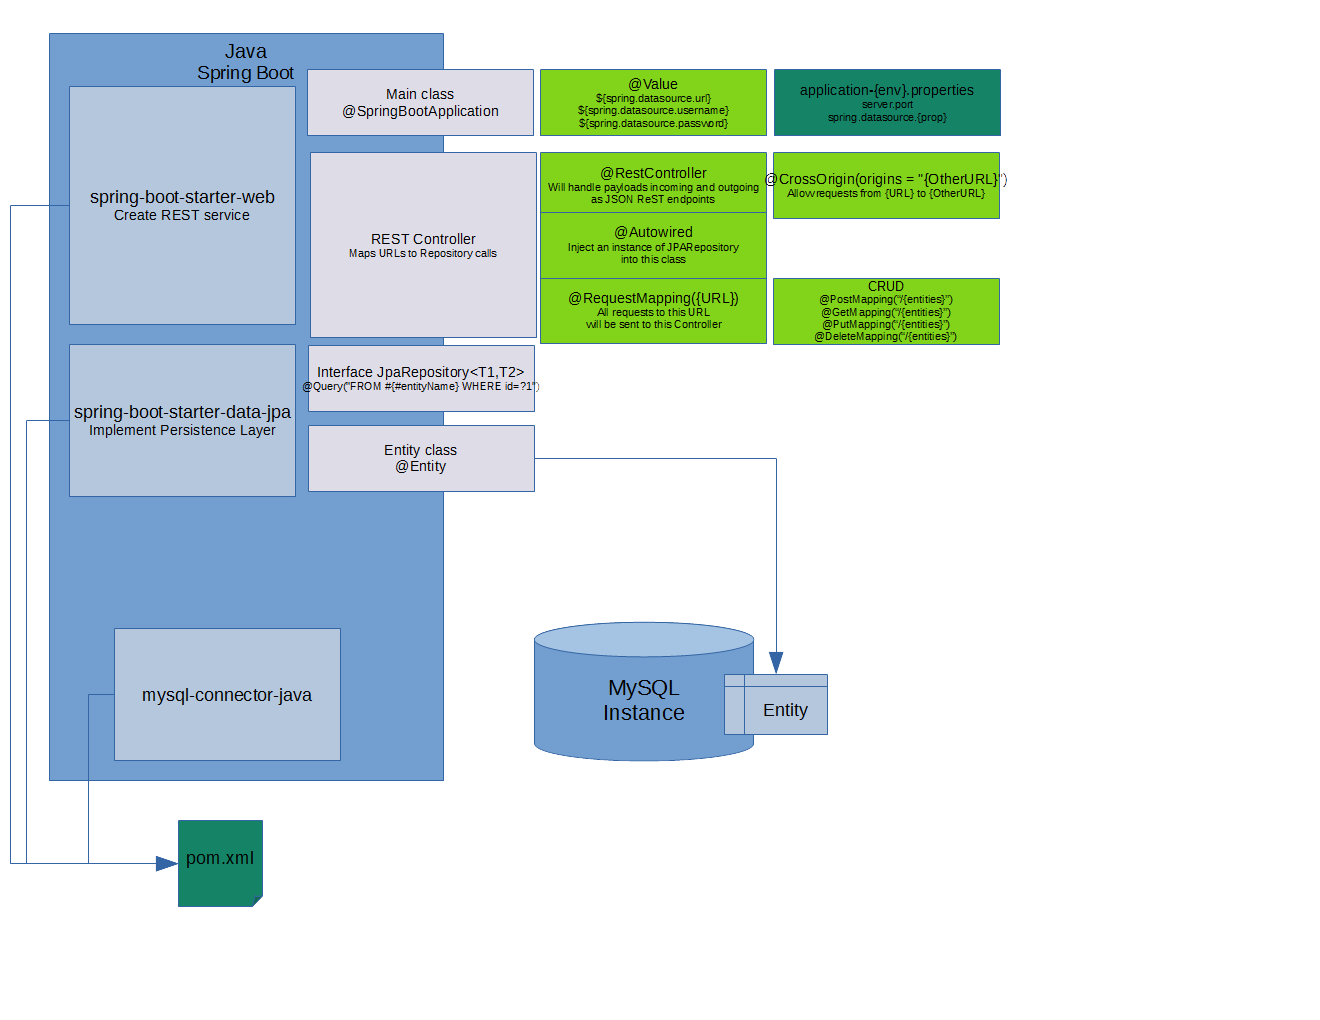 Java
Spring Boot
Main class
@SpringBootApplication
@Value
${spring.datasource.url}
${spring.datasource.username}
${spring.datasource.password}
application-{env}.properties
server.port
spring.datasource.{prop}
spring-boot-starter-web
Create REST service
REST Controller
Maps URLs to Repository calls
@RestController
Will handle payloads incoming and outgoing
as JSON ReST endpoints
@CrossOrigin(origins = "{OtherURL}")
Allow requests from {URL} to {OtherURL}
@Autowired
Inject an instance of JPARepository
into this class
@RequestMapping({URL})
All requests to this URL
will be sent to this Controller
CRUD
@PostMapping(“/{entities}”)
@GetMapping(“/{entities}”)
@PutMapping(“/{entities}”)
@DeleteMapping(“/{entities}”)
spring-boot-starter-data-jpa
Implement Persistence Layer
Interface JpaRepository<T1,T2>
@Query("FROM #{#entityName} WHERE id=?1")
Entity class
@Entity
mysql-connector-java
MySQL
Instance
Entity
pom.xml